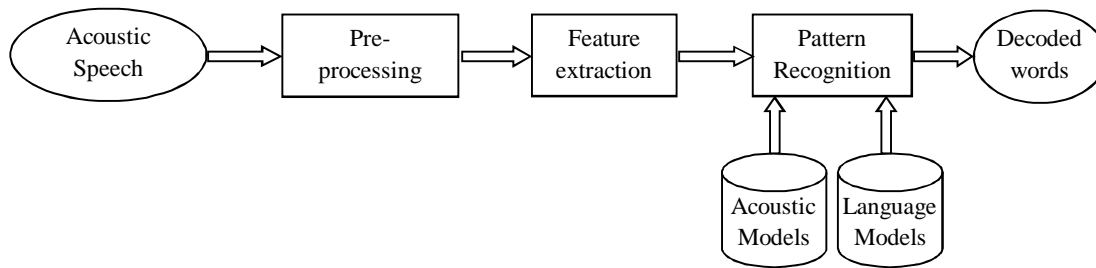 Acoustic
Speech
Pre-
processing
Feature
extraction
Pattern
Recognition
Decoded
words
Acoustic
Models
Language
Models